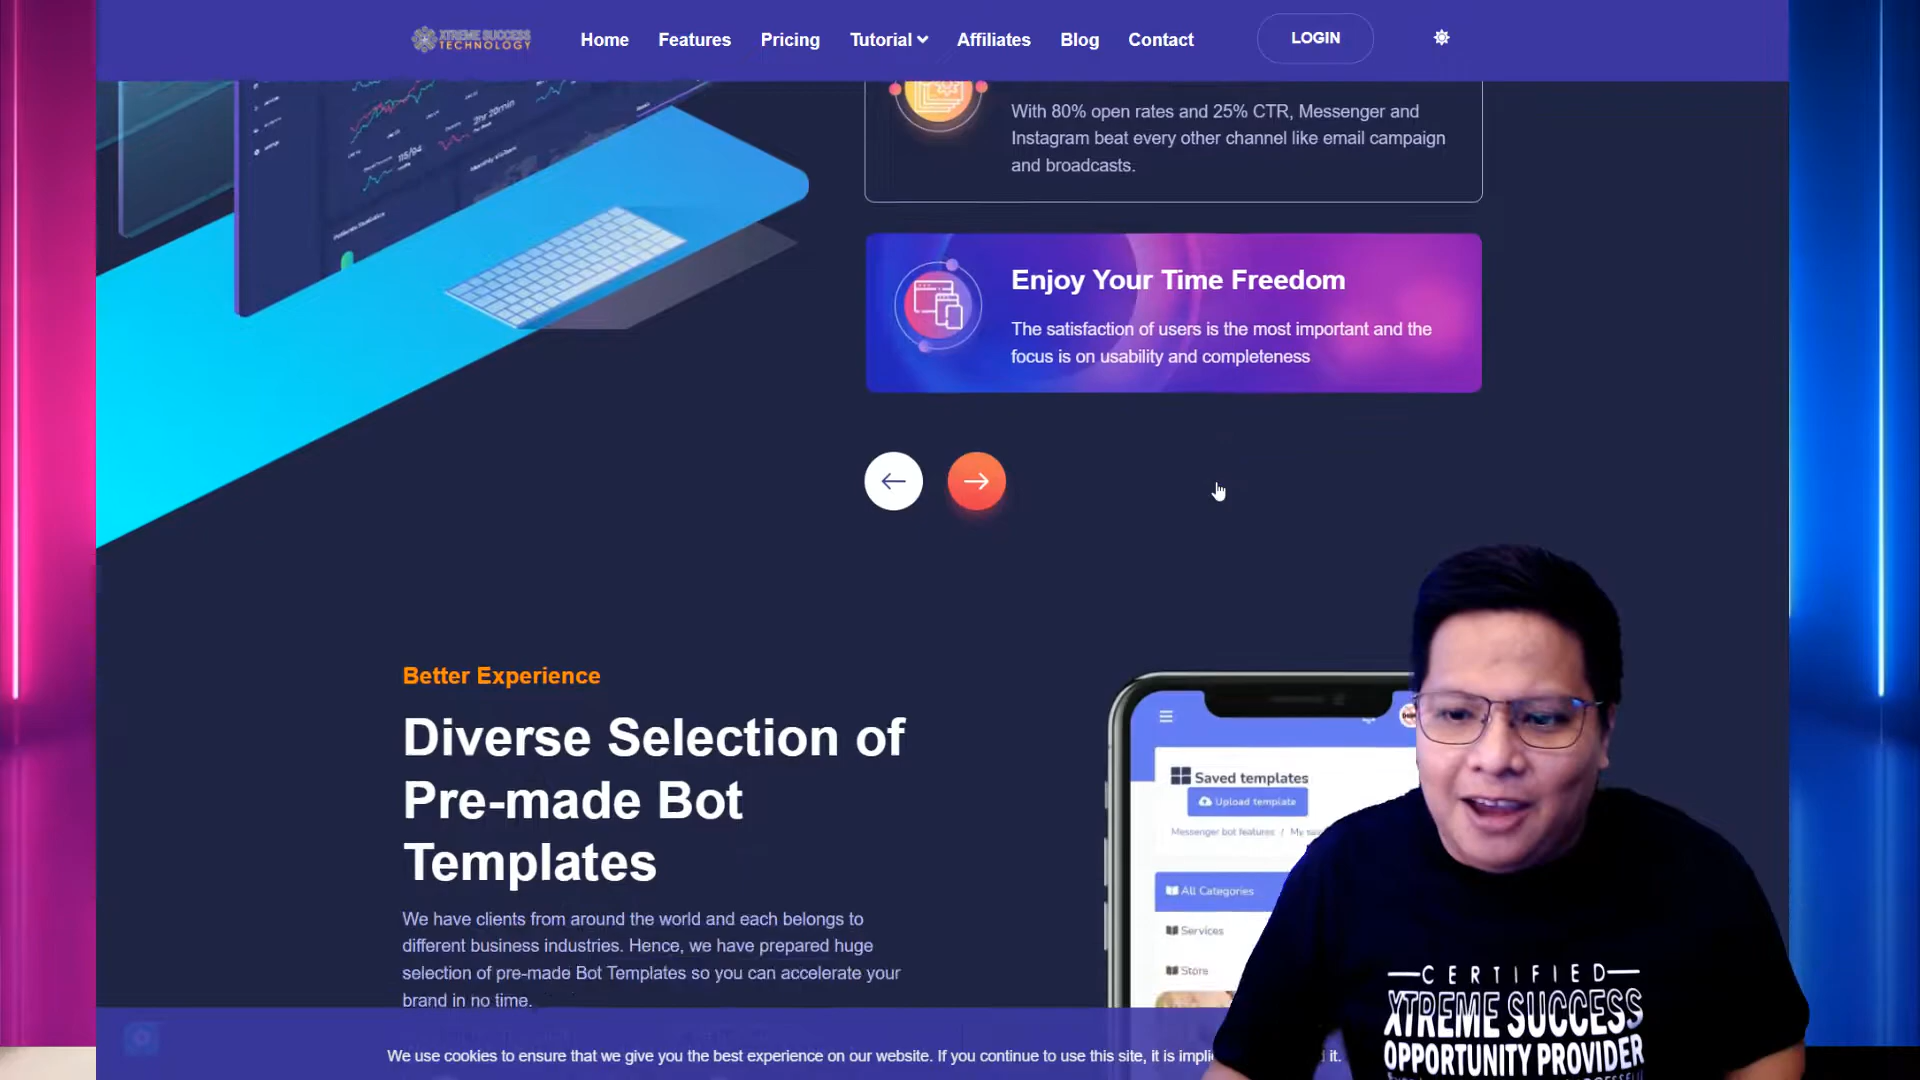 XTREME SUCCESS
TECHNOLOGY
Home
Features
Pricing
Tutorial
Affiliates
Blog
Contact
LOGIN
With 80% open rates and 25% CTR, Messenger and
Instagram beat every other channel like email campaign
and broadcasts.
2hr 20min
115/94
Enjoy Your Time Freedom
The satisfaction of users is the most important and the
focus is on usability and completeness
Better Experience
Diverse Selection of
Pre-made Bot
Templates
We have clients from around the world and each belongs to
different business industries. Hence, we have prepared huge
selection of pre-made Bot Templates so you can accelerate your
brand in no time.
Saved templates
Upload template
Messenger bot features / My
All Categories
Services
Store
CERTIFIED
XTREME SUCCESS
OPPORTUNITY PROVIDER
We use cookies to ensure that we give you the best experience on our website. If you continue to use this site, it is
it.